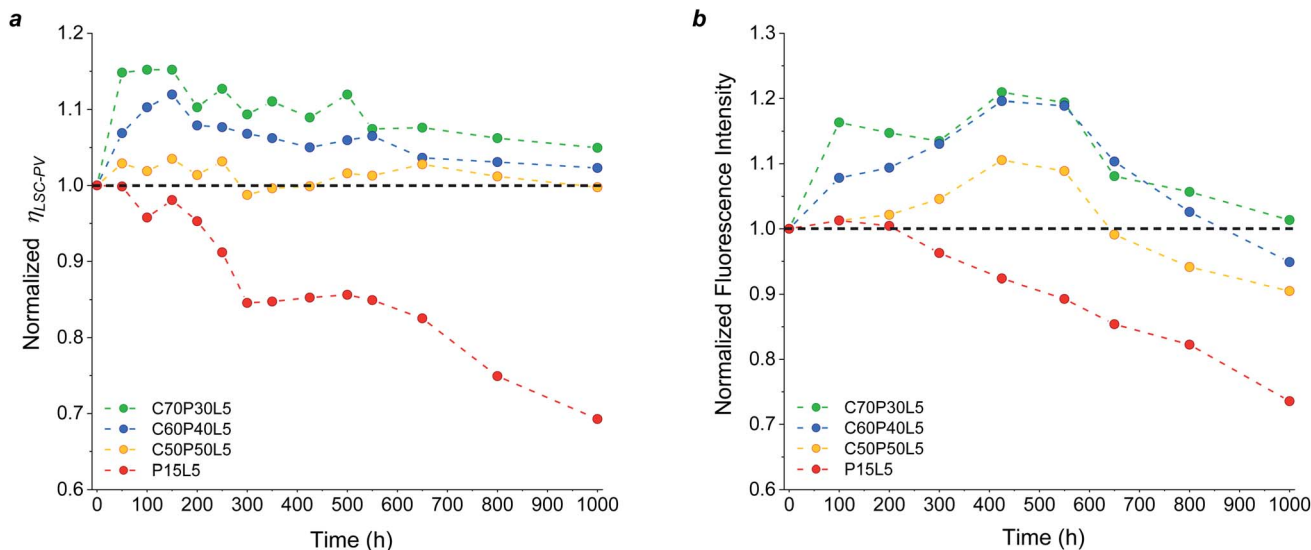 a
1.2
1.1
1.0
0.9
0.8
0.7
0.6
Normalized η LSC-PV
C70P30L5
C60P40L5
C50P50L5
P15L5
0 100 200 300 400 500 600 700 800 900 1000
Time (h)
b
1.3
1.2
1.1
1.0
0.9
0.8
0.7
0.6
Normalized Fluorescence Intensity
C70P30L5
C60P40L5
C50P50L5
P15L5
0 100 200 300 400 500 600 700 800 900 1000
Time (h)